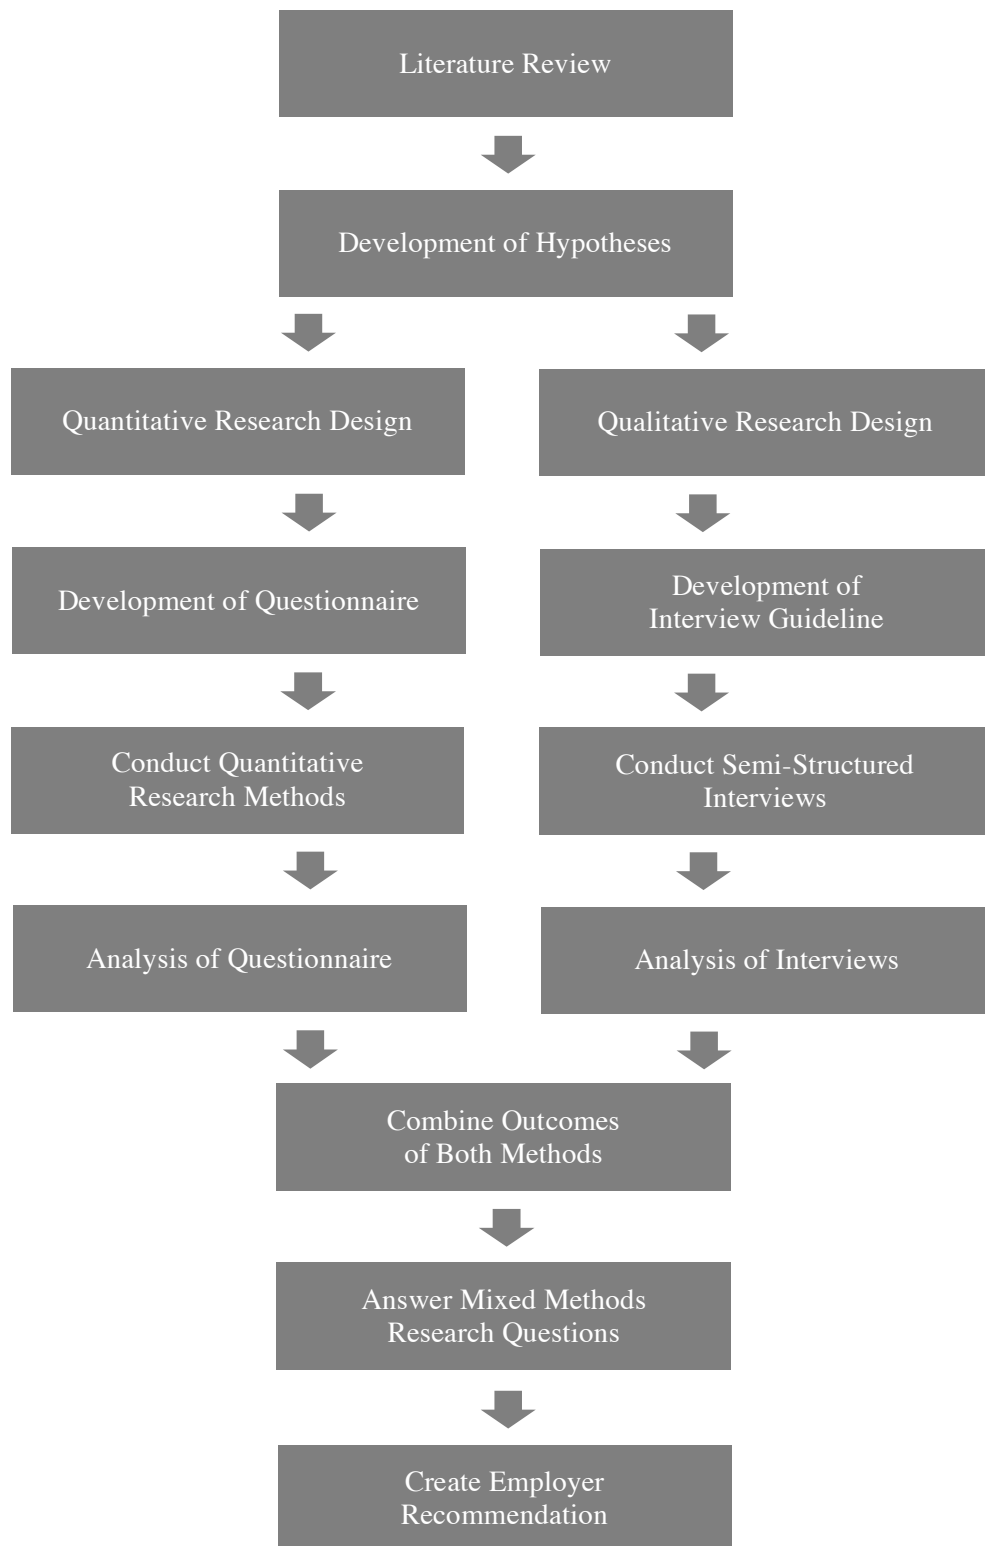 Literature Review
Development of Hypotheses
Quantitative Research Design
Qualitative Research Design
Development of Questionnaire
Development of
Interview Guideline
Conduct Quantitative
Research Methods
Conduct Semi-Structured
Interviews
Analysis of Questionnaire
Analysis of Interviews
Combine Outcomes
of Both Methods
Answer Mixed Methods
Research Questions
Create Employer
Recommendation